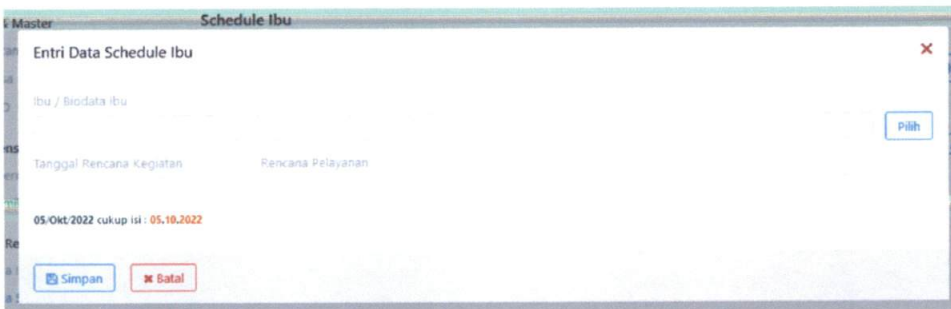 Master
Schedule Ibu
Entri Data Schedule Ibu
Ibu / Biodata Ibu
Pilih
Tanggal Rencana Kegiatan
Rencana Pelayanan
05/Okt/2022 cukup isi : 05.10.2022
Simpan
Batal